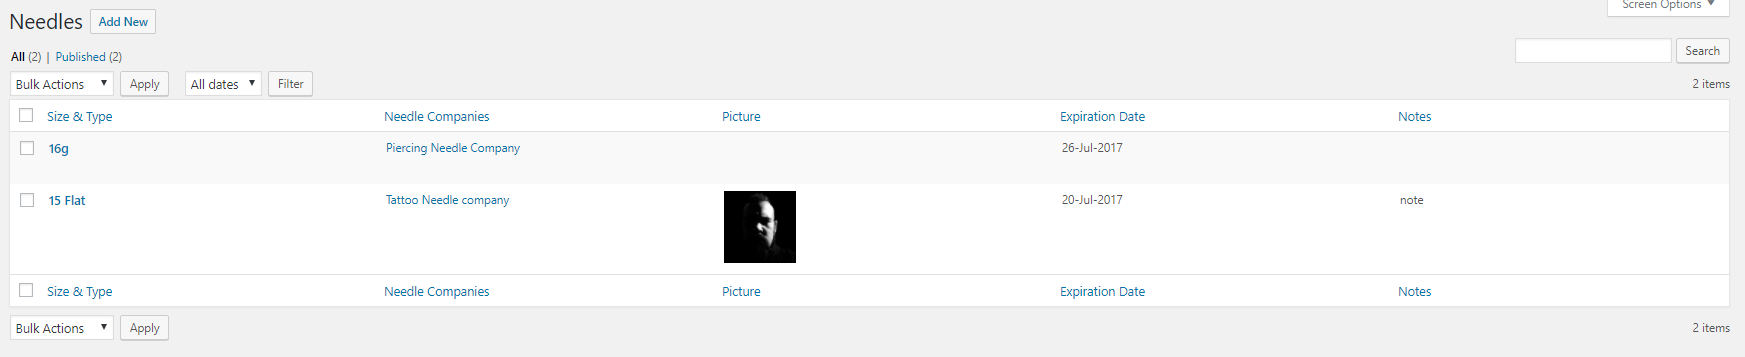 Needles Add New
Screen Options ▼
All (2) | Published (2)
Search
Bulk Actions ▼ Apply All dates ▼ Filter 2 items
Size & Type Needle Companies Picture Expiration Date Notes
16g Piercing Needle Company 26-Jul-2017
15 Flat Tattoo Needle company 20-Jul-2017 note
Size & Type Needle Companies Picture Expiration Date Notes
Bulk Actions ▼ Apply 2 items